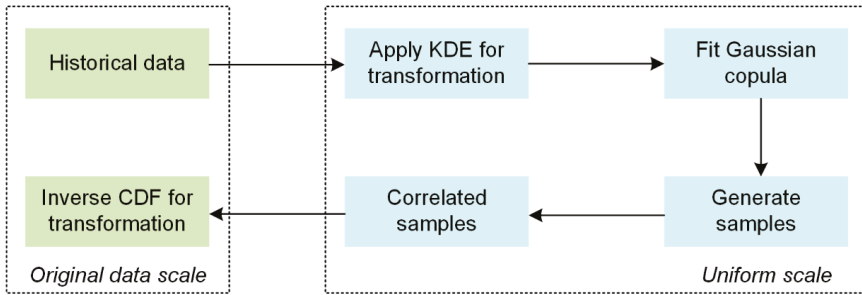 Historical data
Apply KDE for
transformation
Fit Gaussian
copula
Inverse CDF for
transformation
Correlated
samples
Generate
samples
Original data scale
Uniform scale